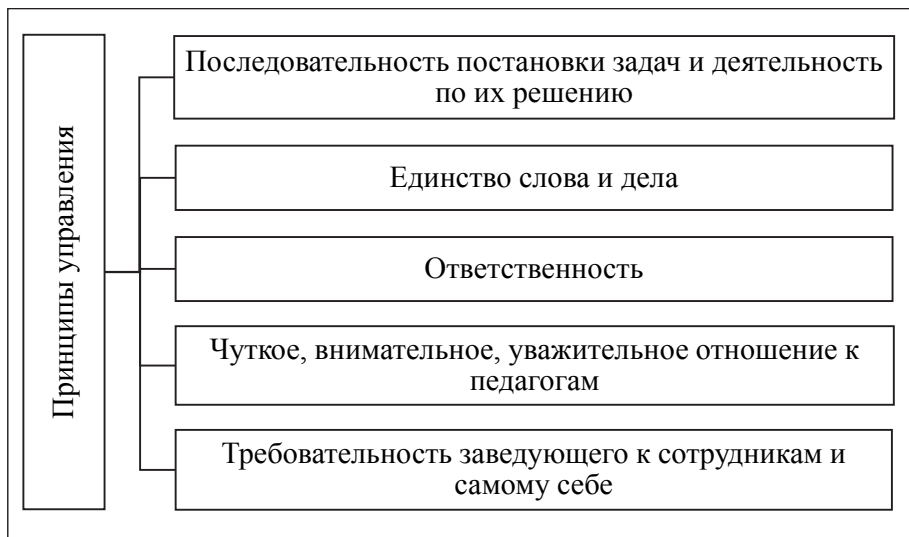 Принципы управления
Последовательность постановки задач и деятельность
по их решению
Единство слова и дела
Ответственность
Чуткое, внимательное, уважительное отношение к
педагогам
Требовательность заведующего к сотрудникам и
самому себе